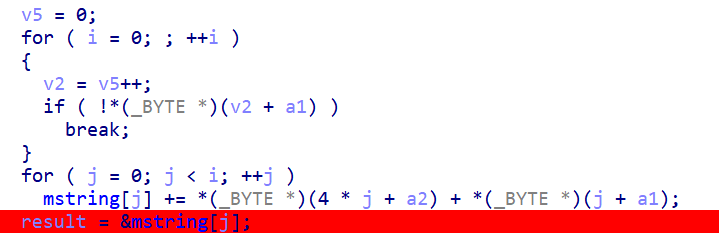 v5 = 0;
for ( i = 0; ; ++i )
{
v2 = v5++;
if ( !*(_BYTE *)(v2 + a1) )
break;
}
for ( j = 0; j < i; ++j )
mstring[j] += *(_BYTE *)(4 * j + a2) + *(_BYTE *)(j + a1);
result = &mstring[j];